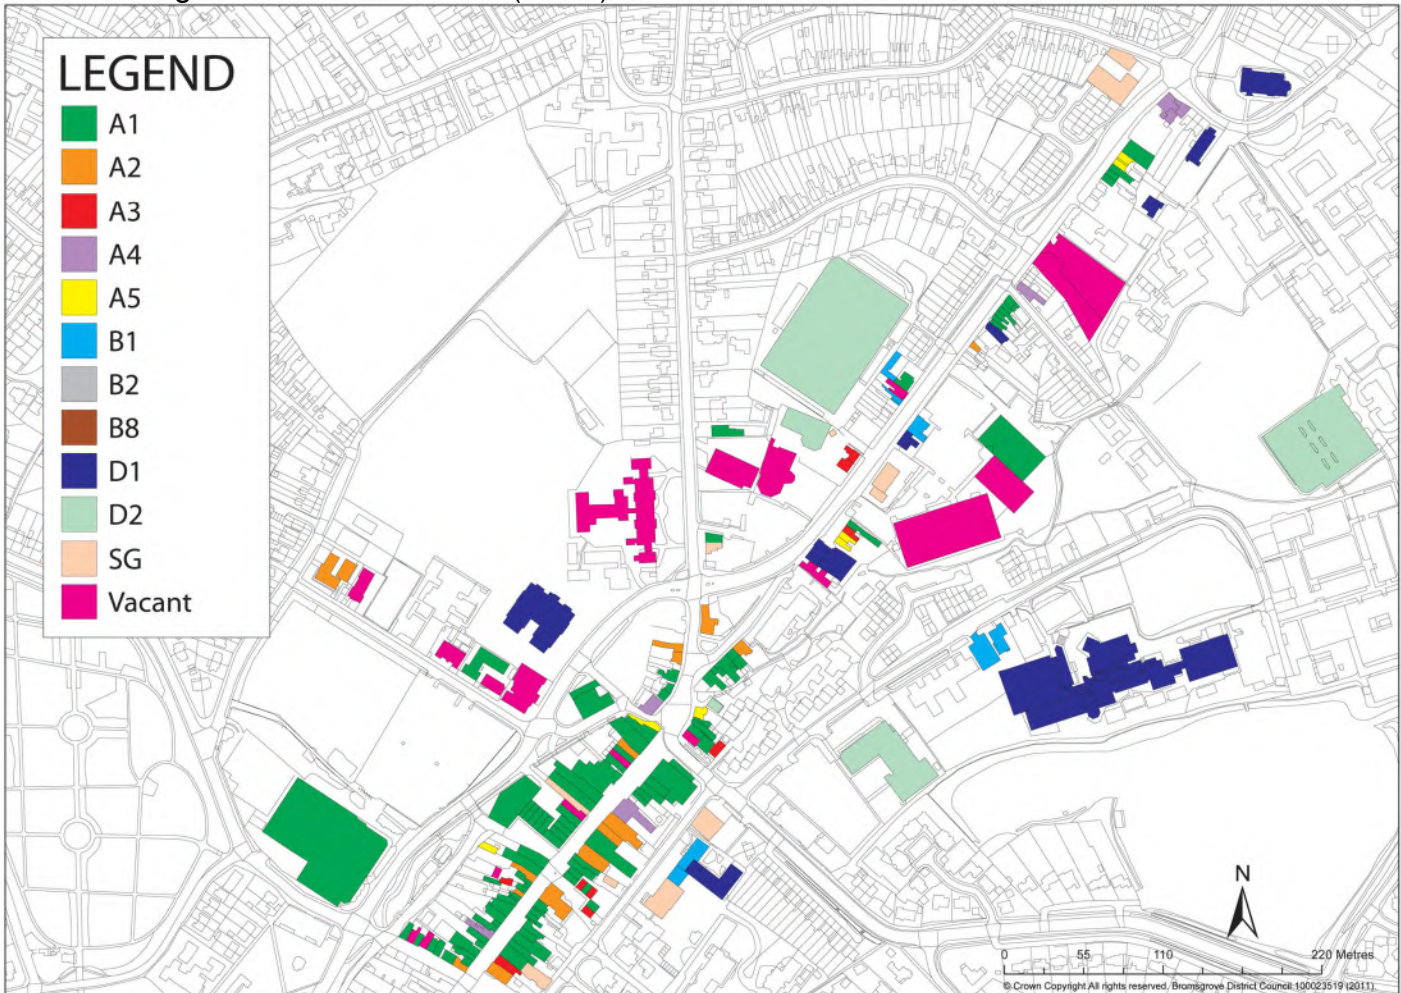 LEGEND
A1
A2
A3
A4
A5
B1
B2
B8
D1
D2
SG
Vacant
N
0 55 110 220 Metres
© Crown Copyright All rights reserved. Bromsgrove District Council 100023519 (2011)